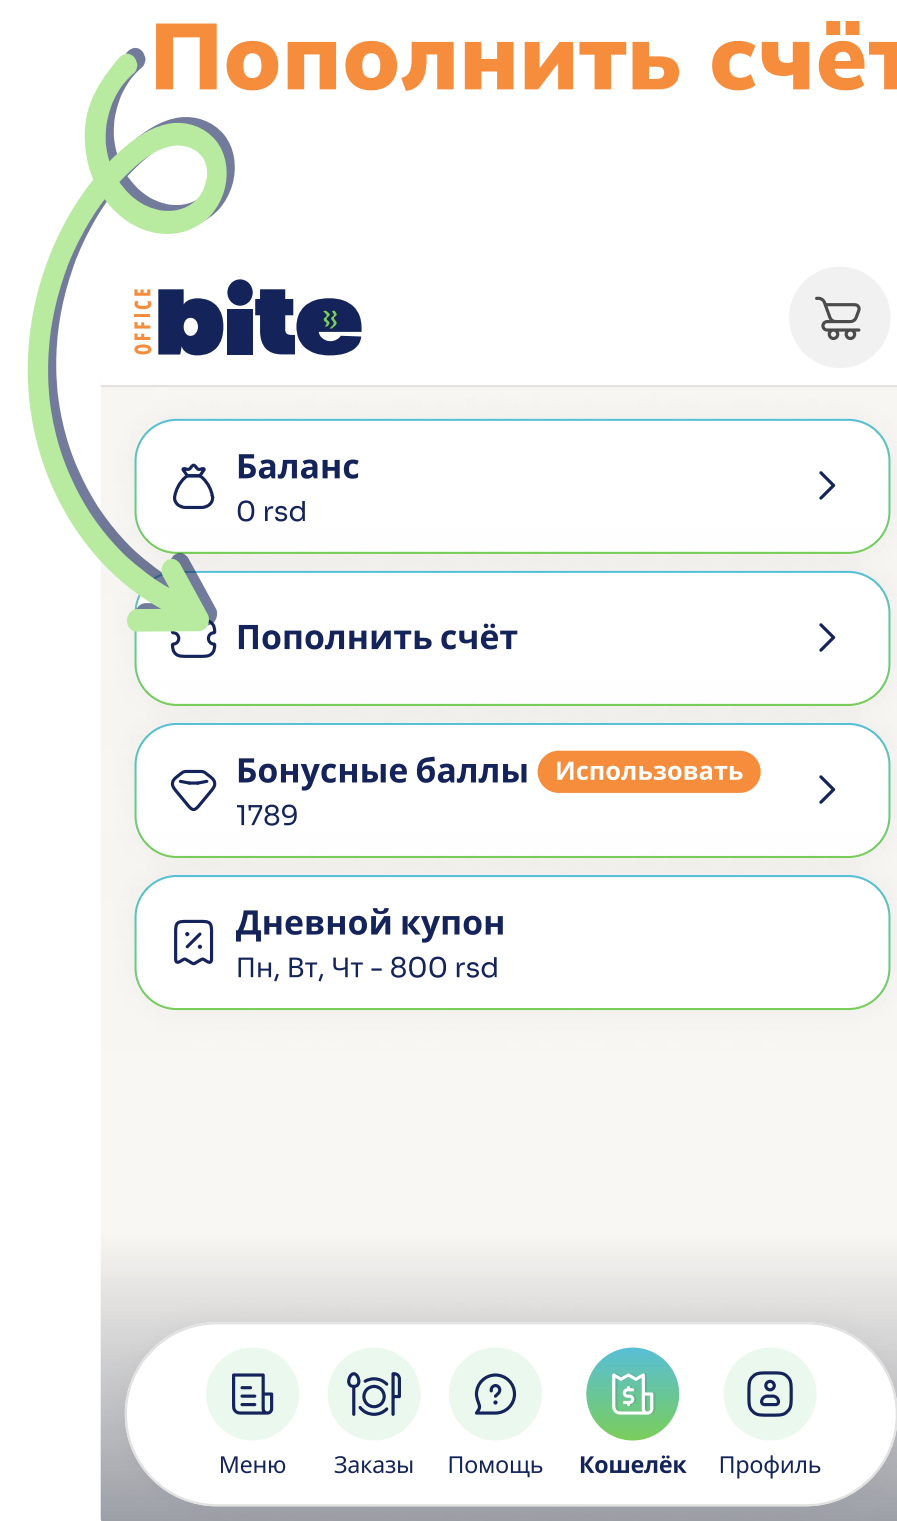 Пополнить счёт
OFFICE
bite
Баланс
0 rsd
Пополнить счёт
Бонусные баллы Использовать
1789
Дневной купон
Пн, Вт, Чт - 800 rsd
Меню Заказы Помощь Кошелёк Профиль